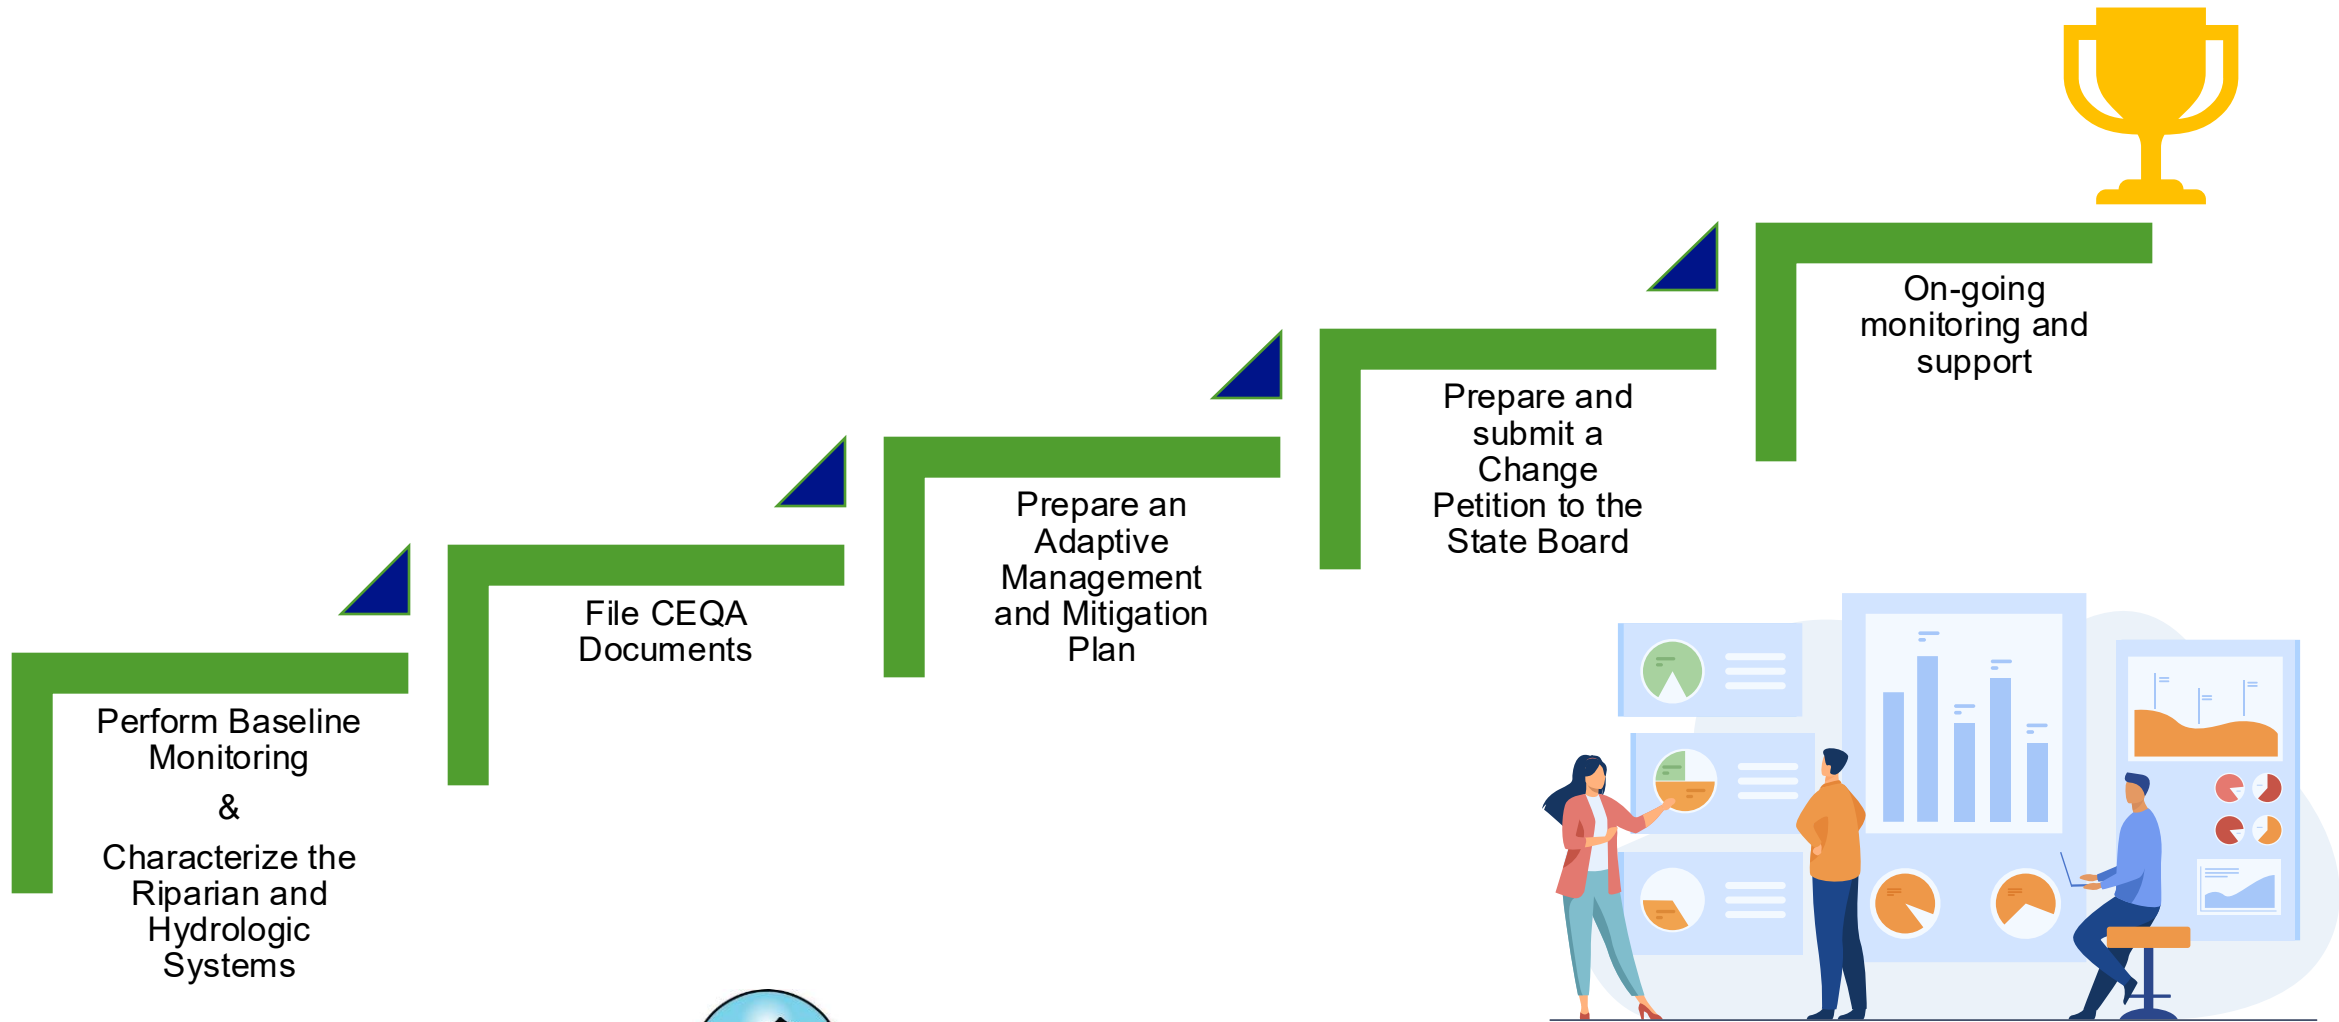 Perform Baseline
Monitoring
&
Characterize the
Riparian and
Hydrologic
Systems
File CEQA
Documents
Prepare an
Adaptive
Management
and Mitigation
Plan
Prepare and
submit a
Change
Petition to the
State Board
On-going
monitoring and
support